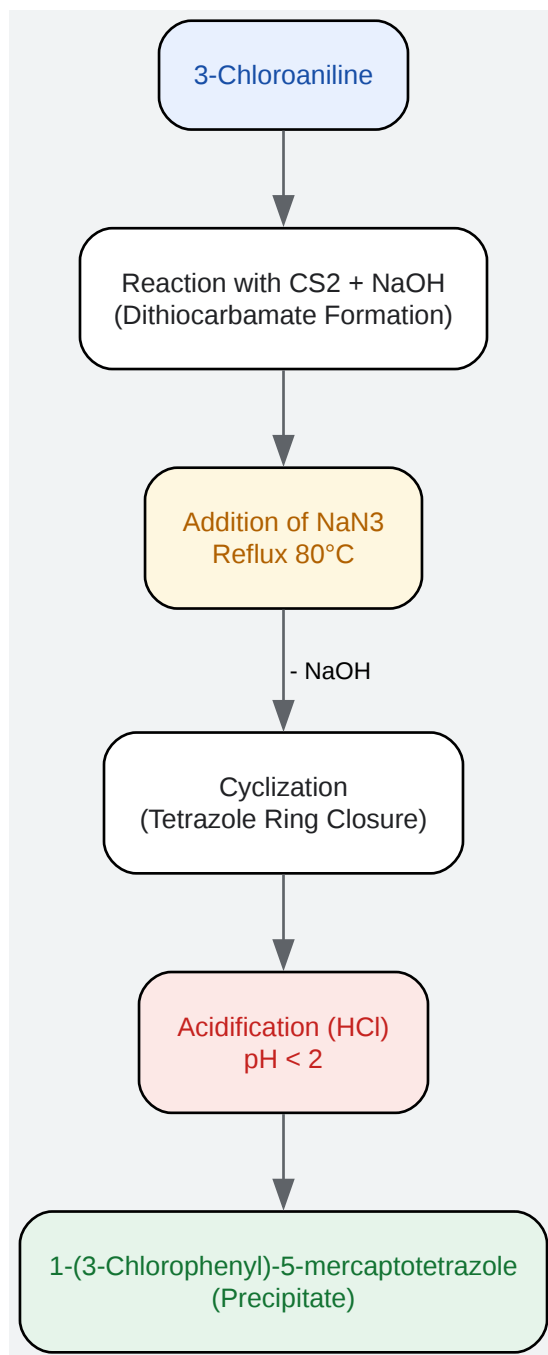 3-Chloroaniline
Reaction with CS2 + NaOH
(Dithiocarbamate Formation)
Addition of NaN3
Reflux 80°C
- NaOH
Cyclization
(Tetrazole Ring Closure)
Acidification (HCl)
pH < 2
1-(3-Chlorophenyl)-5-mercaptotetrazole
(Precipitate)